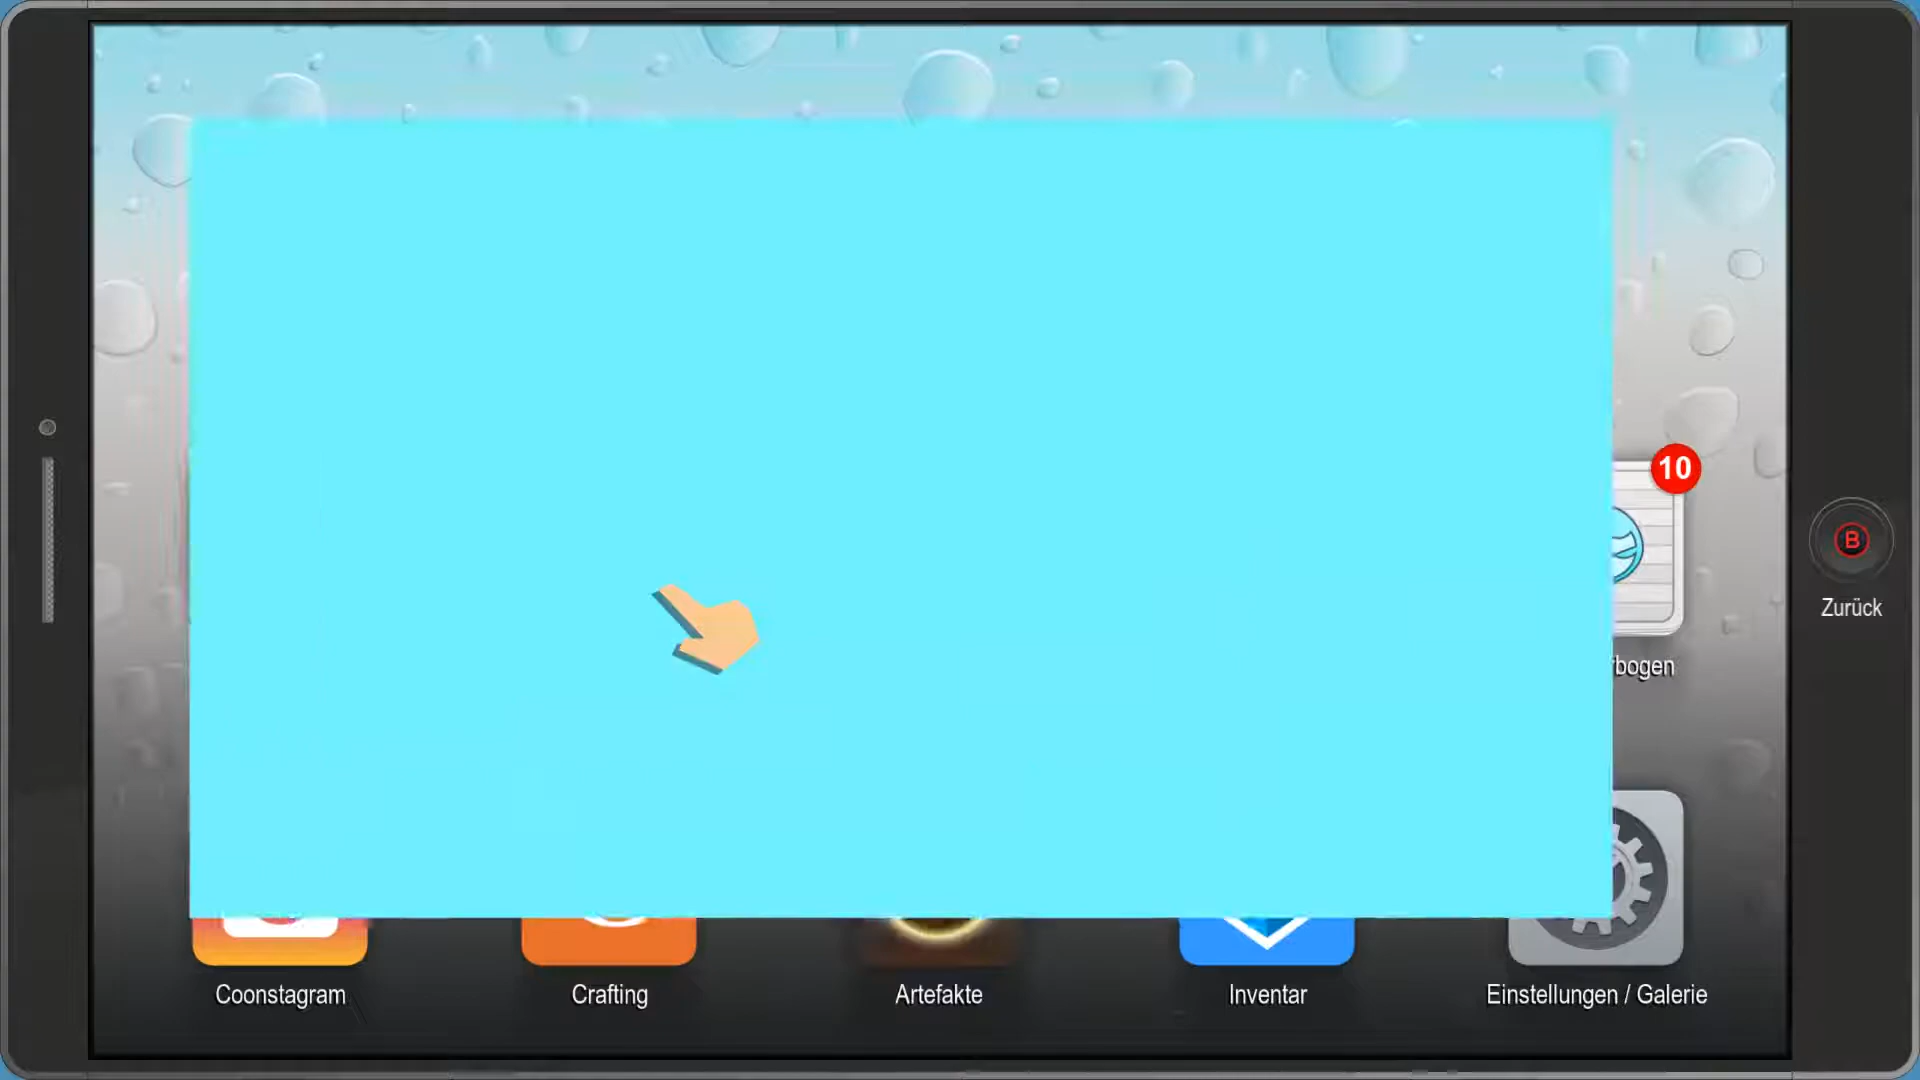 10
B
Zurück
bogen
Coonstagram
Crafting
Artefakte
Inventar
Einstellungen / Galerie